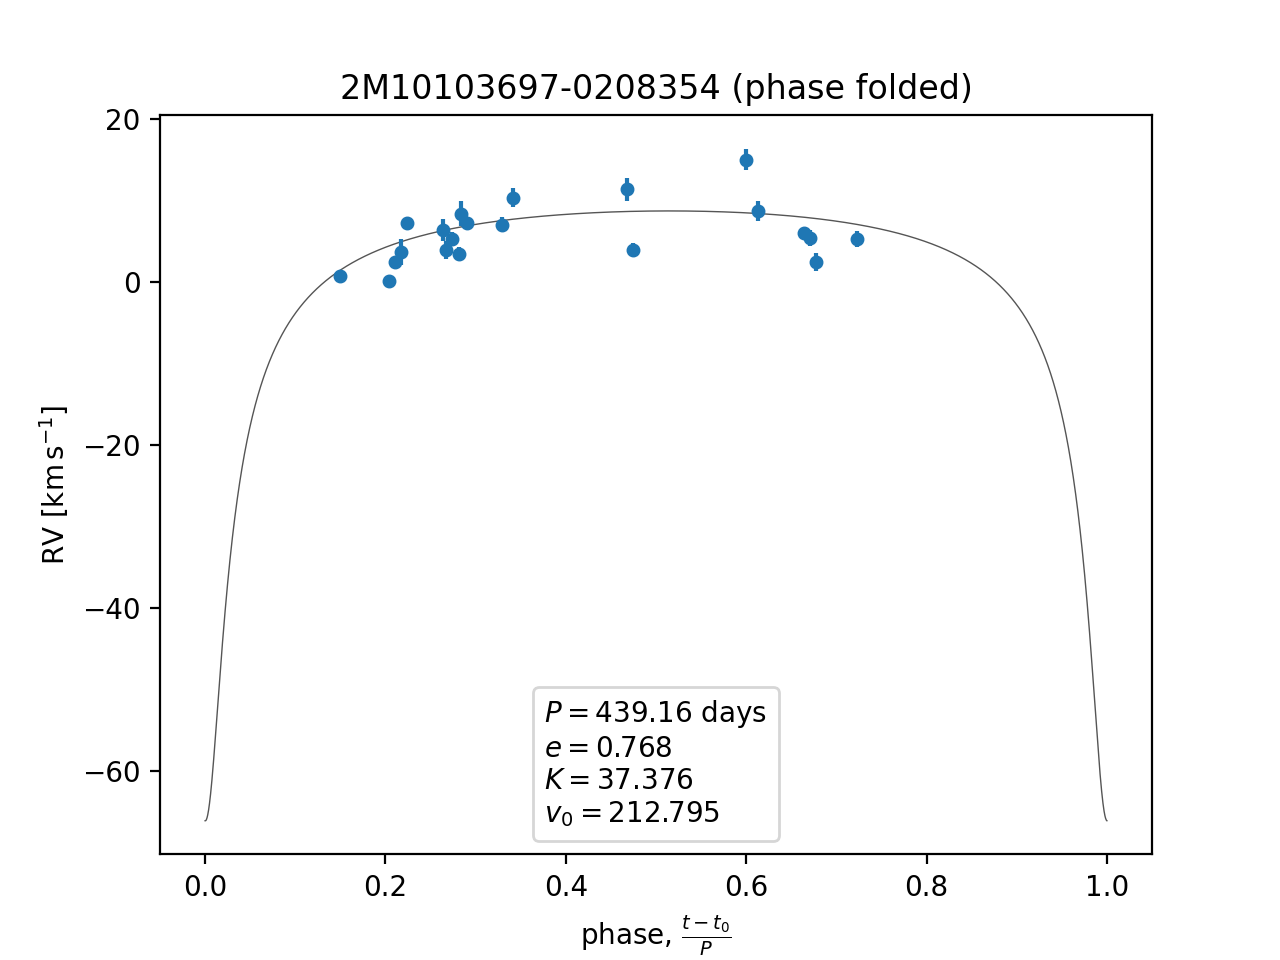 2M10103697-0208354 (phase folded)
20
0
−20
−40
−60
RV [km s⁻¹]
P = 439.16 days
e = 0.768
K = 37.376
v₀ = 212.795
0.0 0.2 0.4 0.6 0.8 1.0
phase, (t − t₀)/P